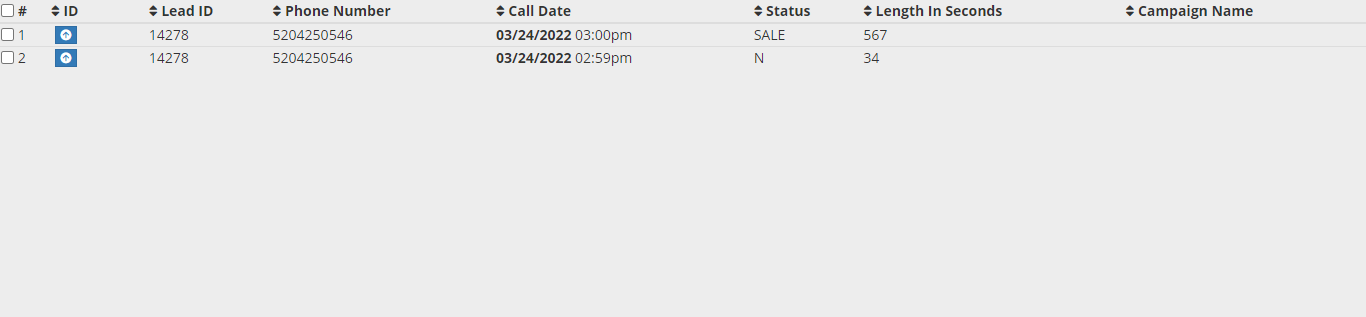 # ID Lead ID Phone Number Call Date Status Length In Seconds Campaign Name
1 14278 5204250546 03/24/2022 03:00pm SALE 567
2 14278 5204250546 03/24/2022 02:59pm N 34